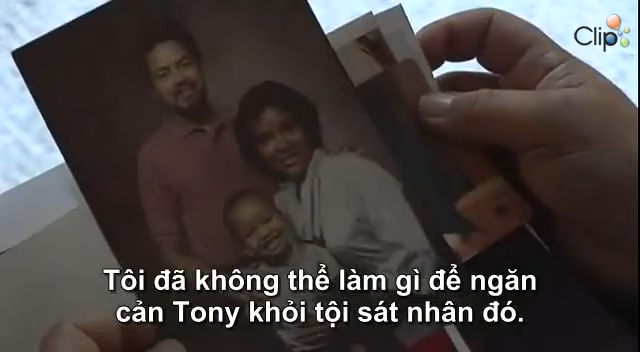 Clip
Tôi đã không thể làm gì để ngăn
cản Tony khỏi tội sát nhân đó.